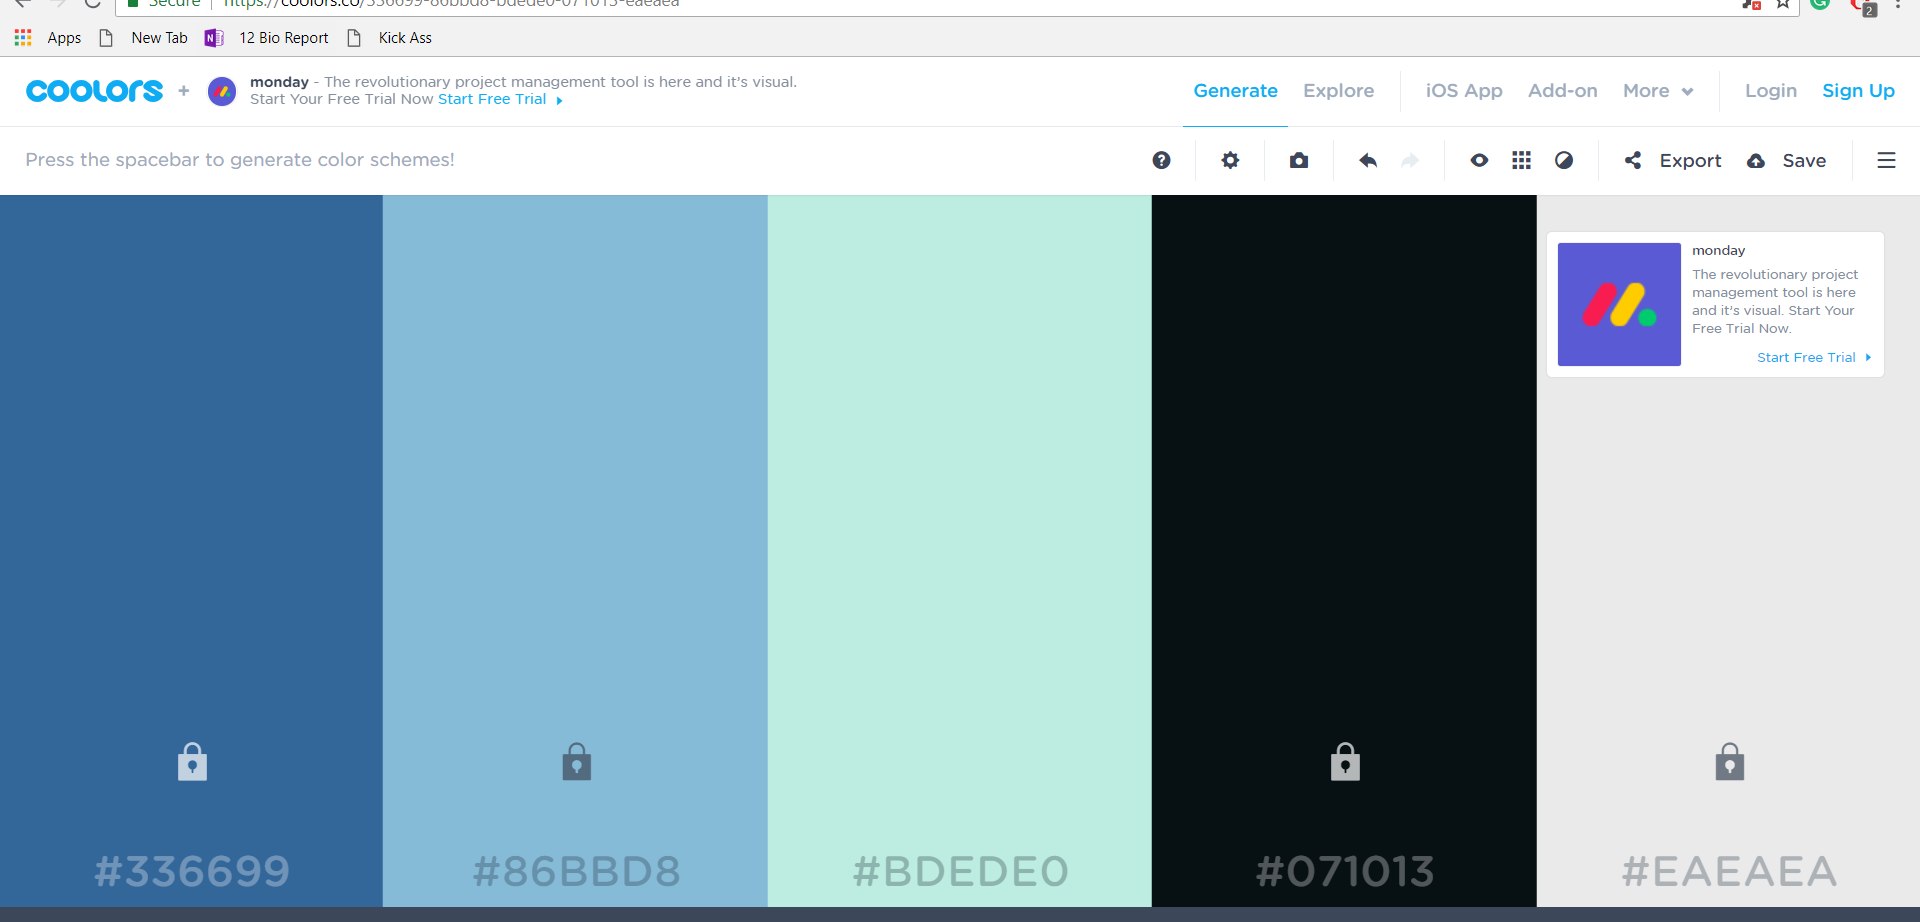 Secure https://coolors.co/336699-86bbd8-bdede0-071013-eaeaea
2
Apps New Tab N 12 Bio Report Kick Ass
coolors + monday - The revolutionary project management tool is here and it's visual.
Start Your Free Trial Now Start Free Trial
Generate Explore iOS App Add-on More Login Sign Up
Press the spacebar to generate color schemes!
? Export Save
monday
The revolutionary project
management tool is here
and it's visual. Start Your
Free Trial Now.
Start Free Trial
#336699 #86BBD8 #BDEDE0 #071013 #EAEAEA